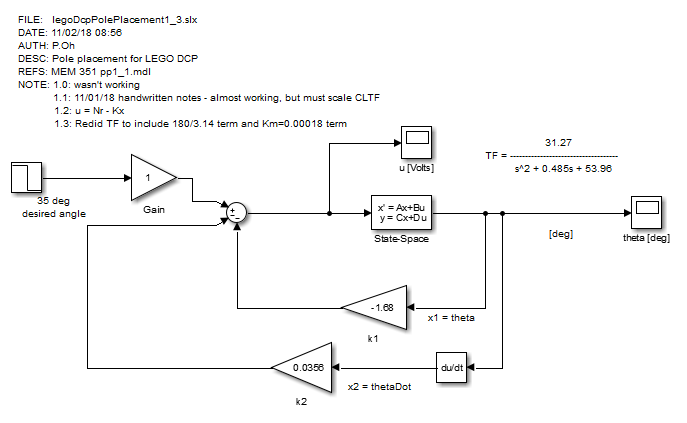 FILE: legoDcpPolePlacement1_3.slx
DATE: 11/02/18 08:56
AUTH: P.Oh
DESC: Pole placement for LEGO DCP
REFS: MEM 351 pp1_1.mdl
NOTE: 1.0: wasn't working
1.1: 11/01/18 handwritten notes - almost working, but must scale CLTF
1.2: u = Nr - Kx
1.3: Redid TF to include 180/3.14 term and Km=0.00018 term
u [Volts]
31.27
TF = ------------------------------------
s^2 + 0.485s + 53.96
1
35 deg
desired angle
Gain
+
-
-
x' = Ax+Bu
y = Cx+Du
State-Space
[deg]
theta [deg]
-1.68
x1 = theta
k1
0.0356
du/dt
x2 = thetaDot
k2